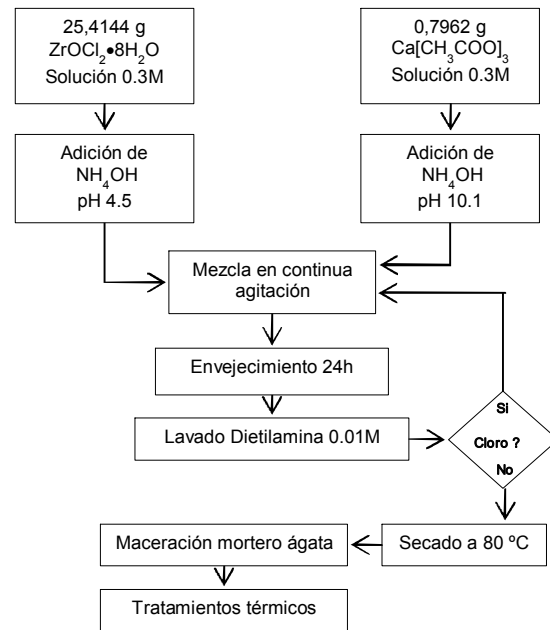 25,4144 g
ZrOCl₂•8H₂O
Solución 0.3M
0,7962 g
Ca[CH₃COO]₃
Solución 0.3M
Adición de
NH₄OH
pH 4.5
Adición de
NH₄OH
pH 10.1
Mezcla en continua
agitación
Envejecimiento 24h
Lavado Dietilamina 0.01M
Si
Cloro ?
No
Secado a 80 ºC
Maceración mortero ágata
Tratamientos térmicos